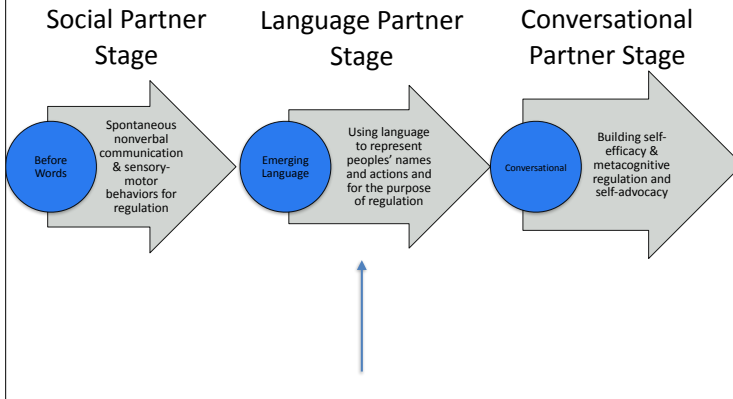 Social Partner
Stage
Language Partner
Stage
Conversational
Partner Stage
Before
Words
Spontaneous
nonverbal
communication
& sensory-
motor
behaviors for
regulation
Emerging
Language
Using language
to represent
peoples' names
and actions and
for the purpose
of regulation
Conversational
Building self-
efficacy &
metacognitive
regulation and
self-advocacy